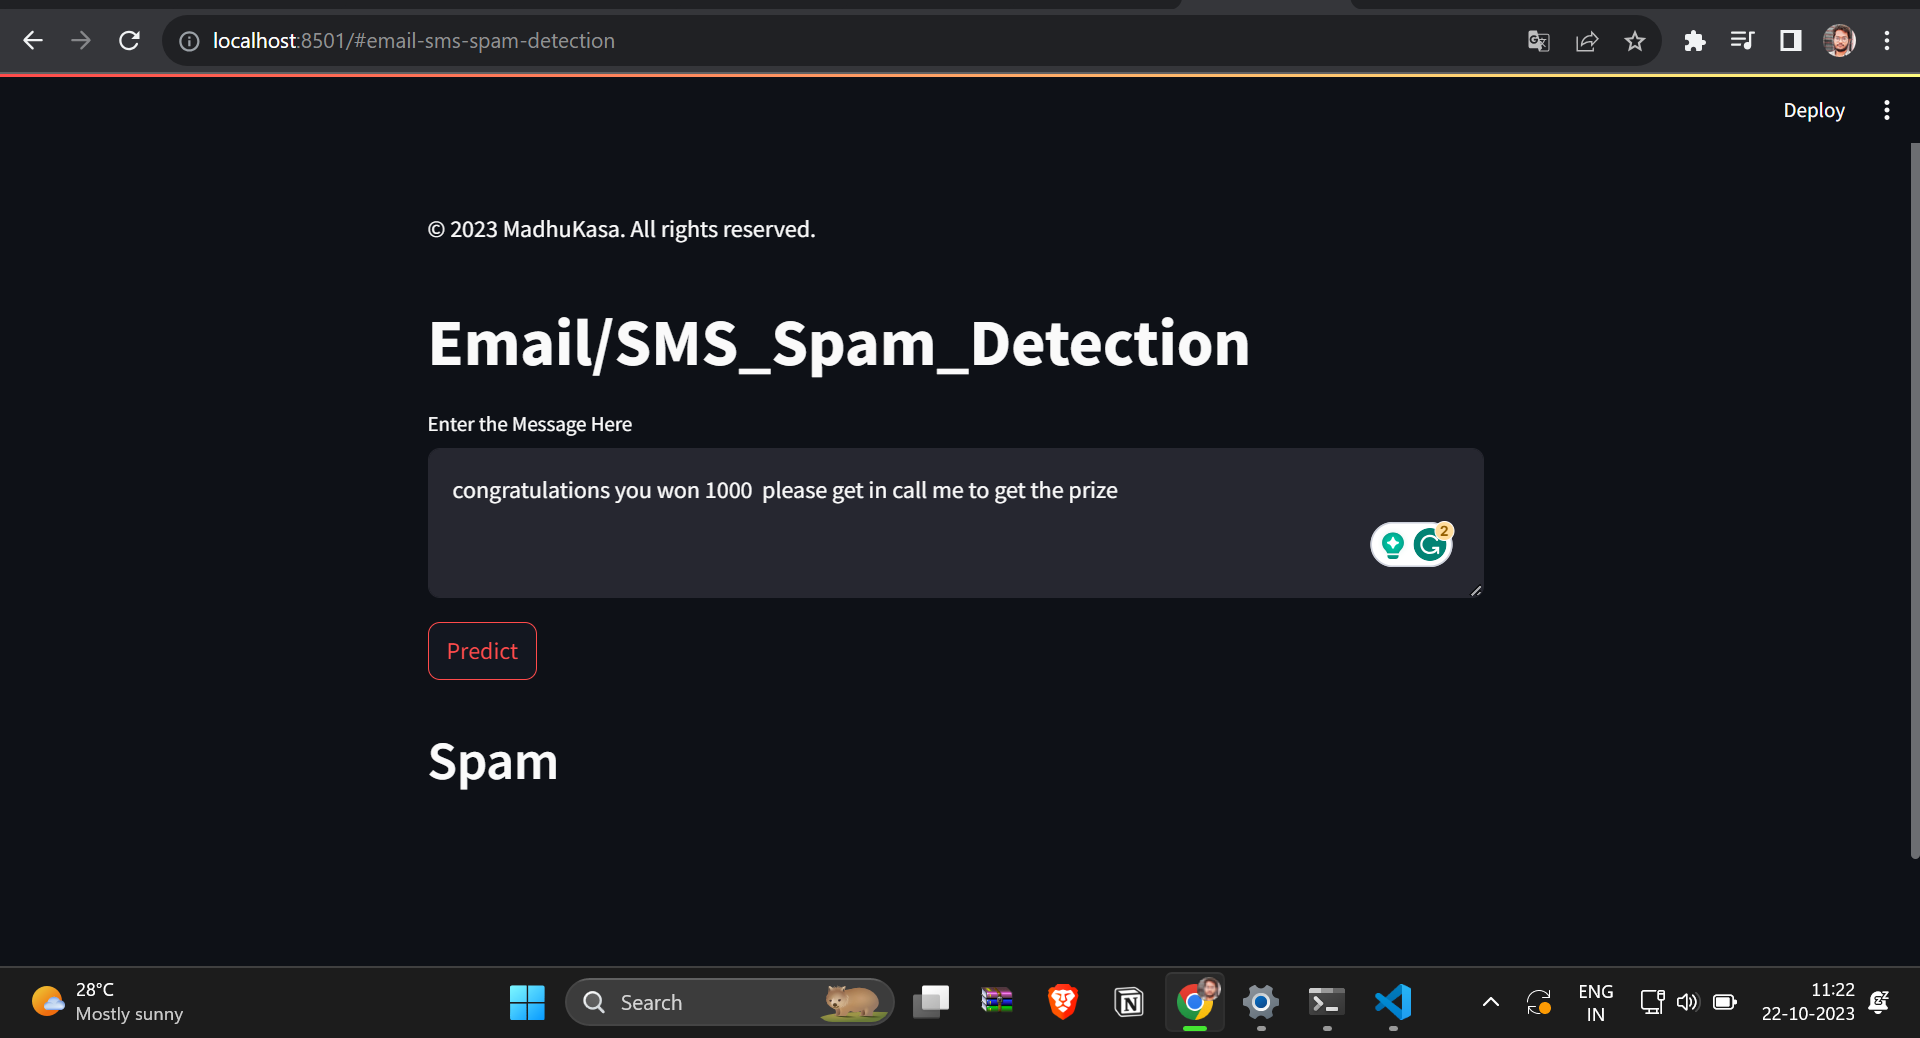 localhost:8501/#email-sms-spam-detection
Deploy
© 2023 MadhuKasa. All rights reserved.
Email/SMS_Spam_Detection
Enter the Message Here
congratulations you won 1000  please get in call me to get the prize
2
Predict
Spam
28°C
Mostly sunny
Search
ENG
IN
11:22
22-10-2023